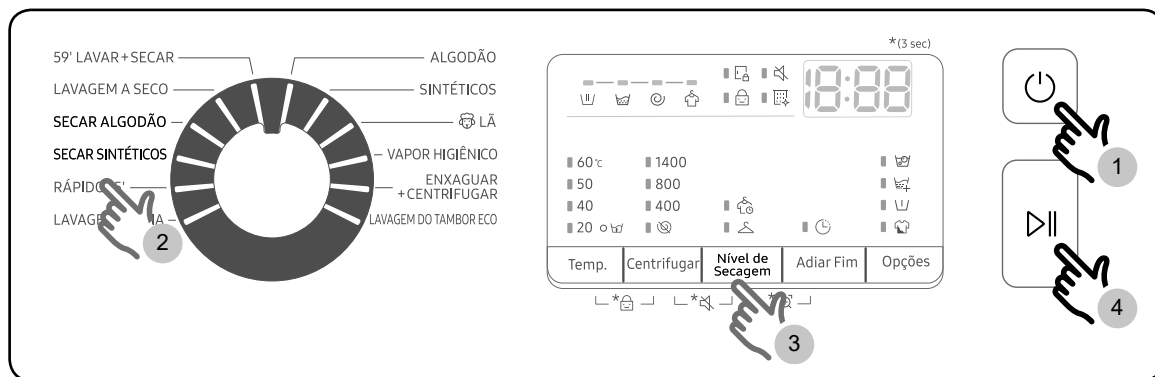 59' LAVAR+SECAR
LAVAGEM A SECO
SECAR ALGODÃO
SECAR SINTÉTICOS
RÁPIDO
2
ALGODÃO
SINTÉTICOS
LÃ
VAPOR HIGIÊNICO
ENXAGUAR
+CENTRIFUGAR
LAVAGEM DO TAMBOR ECO
*(3 sec)
18:88
60 °C 1400
50 800
40 400
20
Temp. Centrifugar Nível de Secagem Adiar Fim Opções
* * *
3
1
4